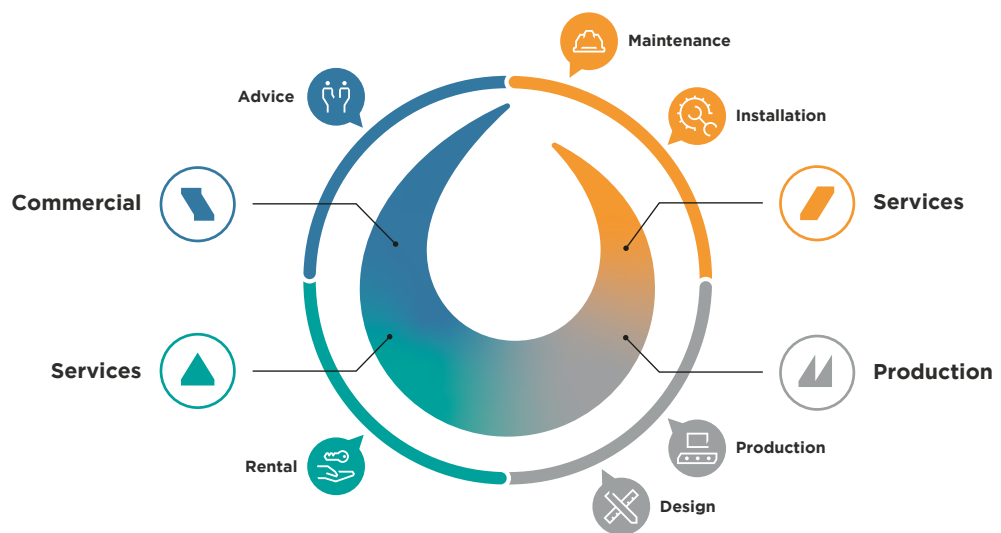 Maintenance
Advice
Installation
Commercial
Services
Services
Production
Production
Rental
Design